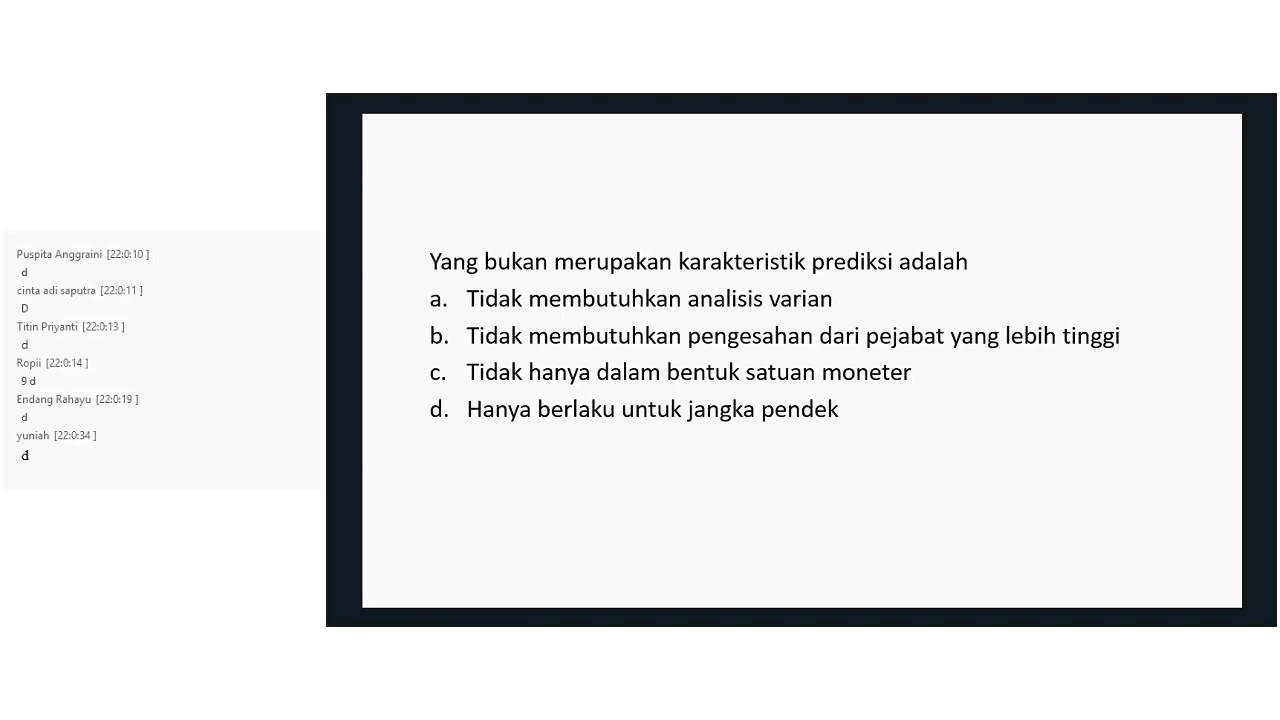 Puspita Anggraini [22:0:10 ]
d
cinta adi saputra [22:0:11 ]
D
Titin Priyanti [22:0:13 ]
d
Ropii [22:0:14 ]
9 d
Endang Rahayu [22:0:19 ]
d
yuniah [22:0:34 ]
d
Yang bukan merupakan karakteristik prediksi adalah
a. Tidak membutuhkan analisis varian
b. Tidak membutuhkan pengesahan dari pejabat yang lebih tinggi
c. Tidak hanya dalam bentuk satuan moneter
d. Hanya berlaku untuk jangka pendek